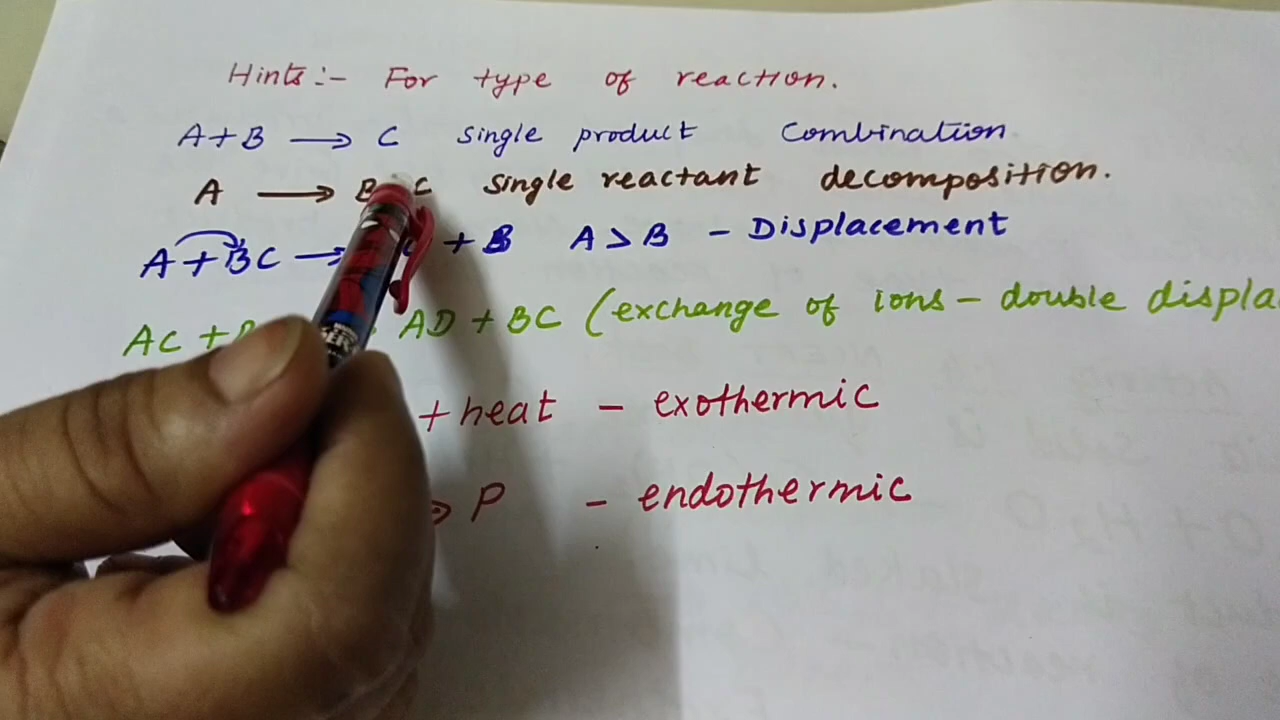 Hints:- For type of reaction.
A+B → C single product Combination
A → B C single reactant decomposition.
A + BC → + B A > B - Displacement
AC + AD + BC (exchange of ions - double displa
+ heat - exothermic
→ P - endothermic